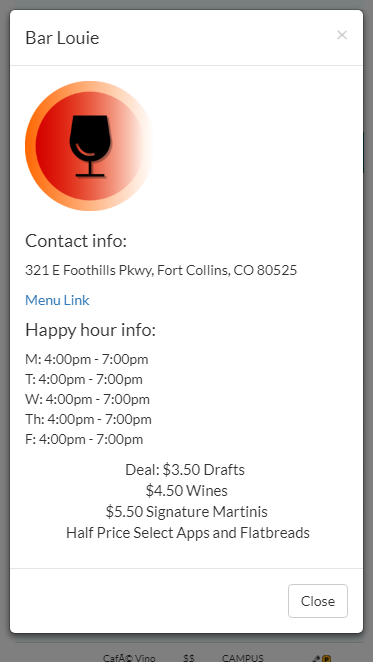 Bar Louie
×
Contact info:
321 E Foothills Pkwy, Fort Collins, CO 80525
Menu Link
Happy hour info:
M: 4:00pm - 7:00pm
T: 4:00pm - 7:00pm
W: 4:00pm - 7:00pm
Th: 4:00pm - 7:00pm
F: 4:00pm - 7:00pm
Deal: $3.50 Drafts
$4.50 Wines
$5.50 Signature Martinis
Half Price Select Apps and Flatbreads
Close
CafÃ© Vino $$ CAMPUS P